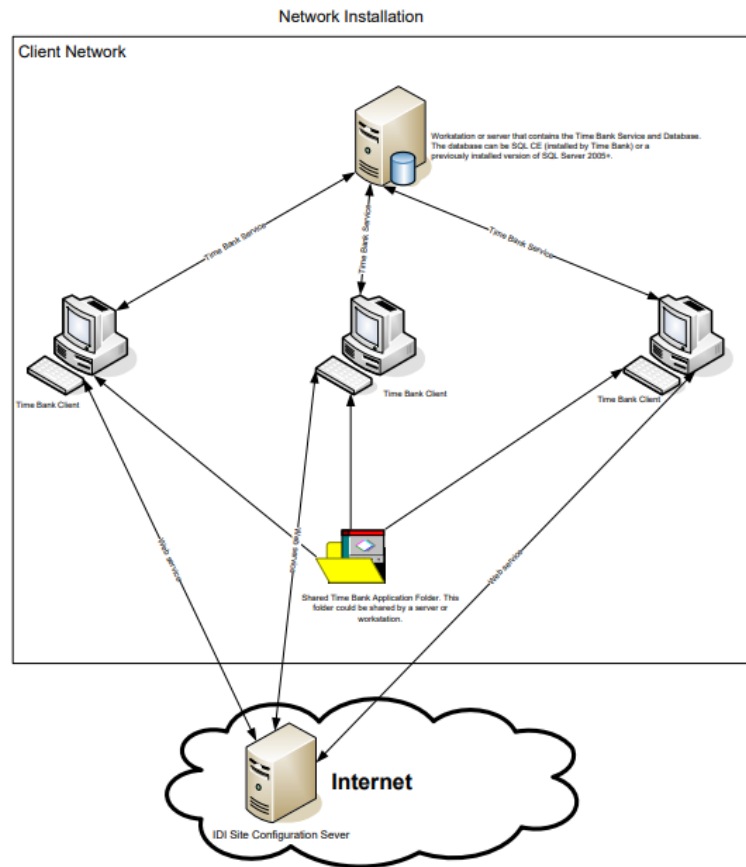 Network Installation
Client Network
Workstation or server that contains the Time Bank Service and Database.
The database can be SQL CE (installed by Time Bank) or a
previously installed version of SQL Server 2005+.
Time Bank Service
Time Bank Service
Time Bank Service
Time Bank Client
Time Bank Client
Time Bank Client
Web service
Web service
Web service
Shared Time Bank Application Folder. This
folder could be shared by a server or
workstation.
Internet
IDI Site Configuration Sever